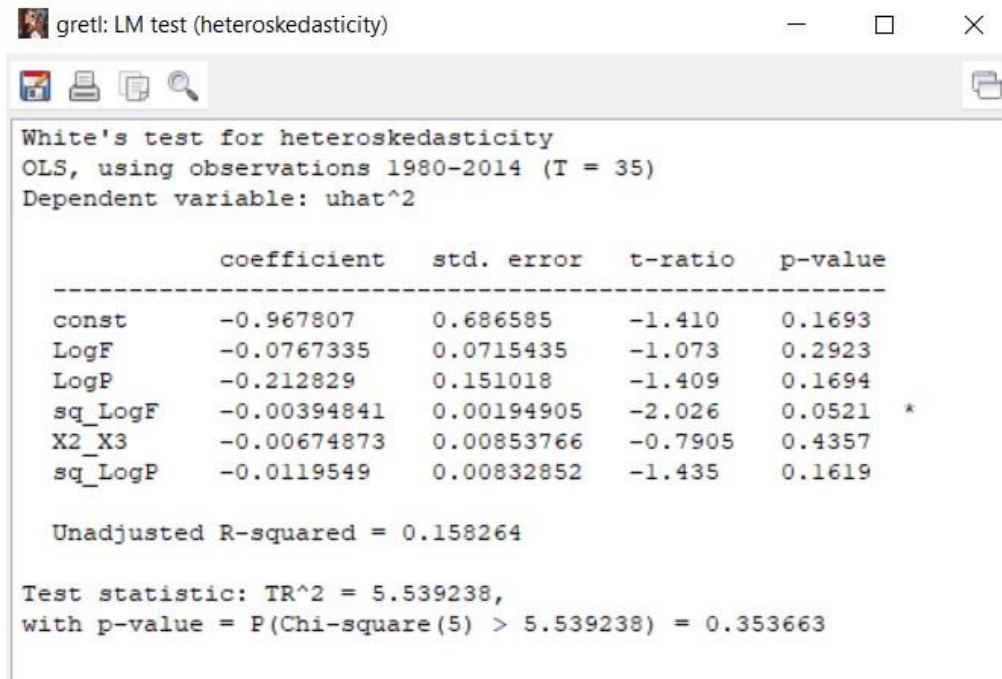 gretl: LM test (heteroskedasticity)
White's test for heteroskedasticity
OLS, using observations 1980-2014 (T = 35)
Dependent variable: uhat^2
coefficient std. error t-ratio p-value
---------------------------------------------------------
const -0.967807 0.686585 -1.410 0.1693
LogF -0.0767335 0.0715435 -1.073 0.2923
LogP -0.212829 0.151018 -1.409 0.1694
sq_LogF -0.00394841 0.00194905 -2.026 0.0521 *
X2_X3 -0.00674873 0.00853766 -0.7905 0.4357
sq_LogP -0.0119549 0.00832852 -1.435 0.1619
Unadjusted R-squared = 0.158264
Test statistic: TR^2 = 5.539238,
with p-value = P(Chi-square(5) > 5.539238) = 0.353663